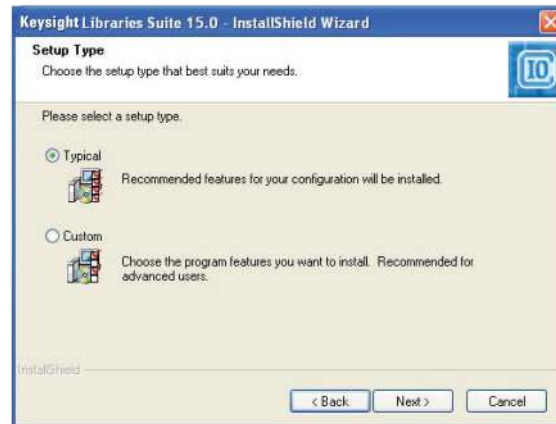 Keysight Libraries Suite 15.0 - InstallShield Wizard
Setup Type
Choose the setup type that best suits your needs.
IO
Please select a setup type.
Typical
Recommended features for your configuration will be installed.
Custom
Choose the program features you want to install. Recommended for
advanced users.
InstallShield
< Back Next > Cancel